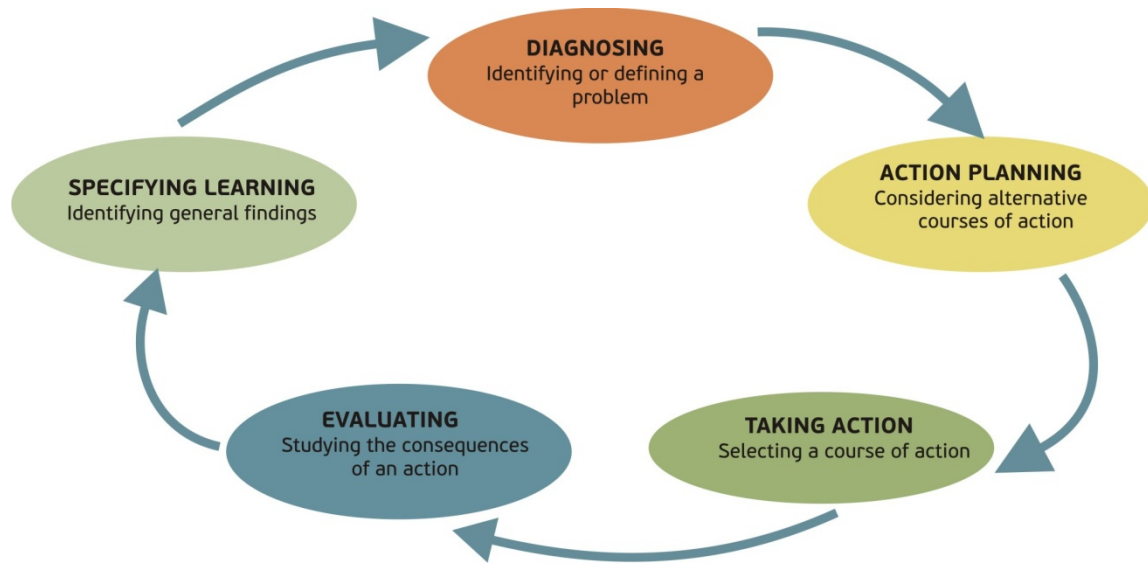 DIAGNOSING
Identifying or defining a
problem
ACTION PLANNING
Considering alternative
courses of action
TAKING ACTION
Selecting a course of action
EVALUATING
Studying the consequences
of an action
SPECIFYING LEARNING
Identifying general findings